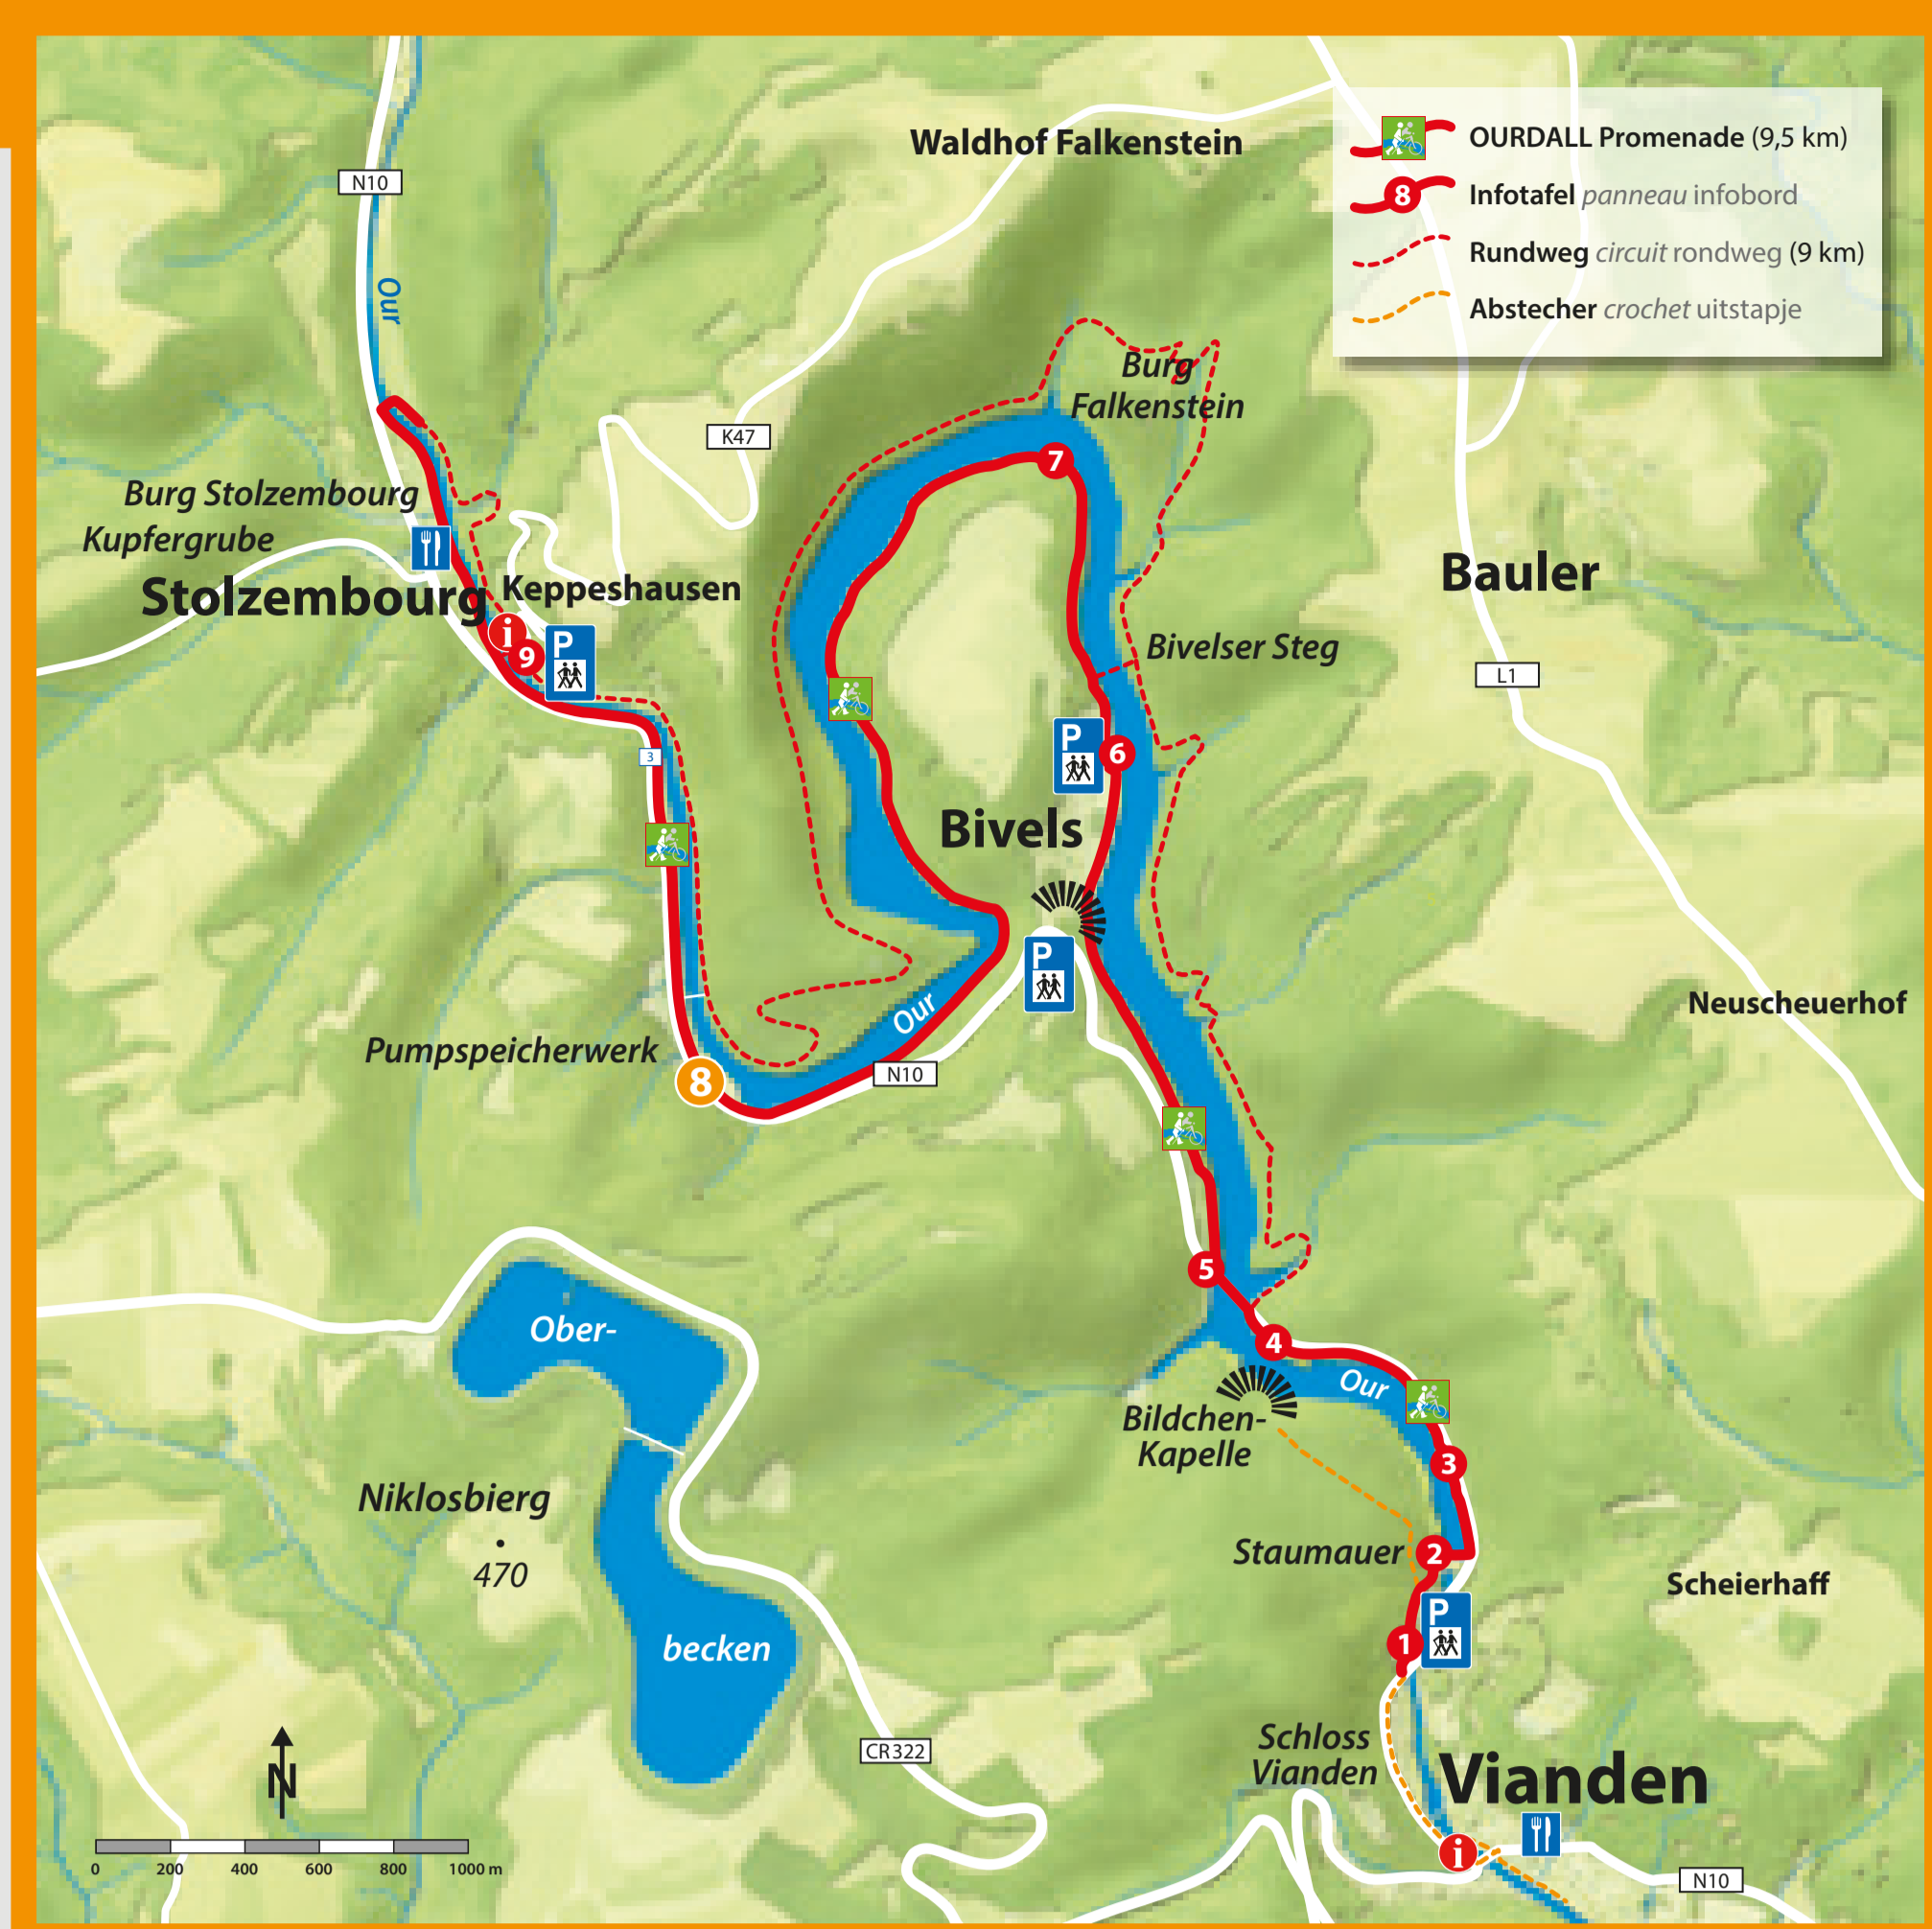 OURDALL Promenade (9,5 km)
8 Infotafel panneau infobord
Rundweg circuit rondweg (9 km)
Abstecher crochet uitstapje
Waldhof Falkenstein
N10
Our
Burg
Falkenstein
K47
7
Burg Stolzembourg
Kupfergrube
Stolzembourg
Keppeshausen
Bauler
i
9
P
Bivelser Steg
L1
3
P
6
Bivels
P
Neuscheuerhof
Our
Pumpspeicherwerk
8
N10
5
Ober-
4
Our
Bildchen-
Kapelle
3
Niklosbierg
470
Staumauer
2
Scheierhaff
P
1
becken
Schloss
Vianden
CR322
Vianden
N
i
N10
0 200 400 600 800 1000 m